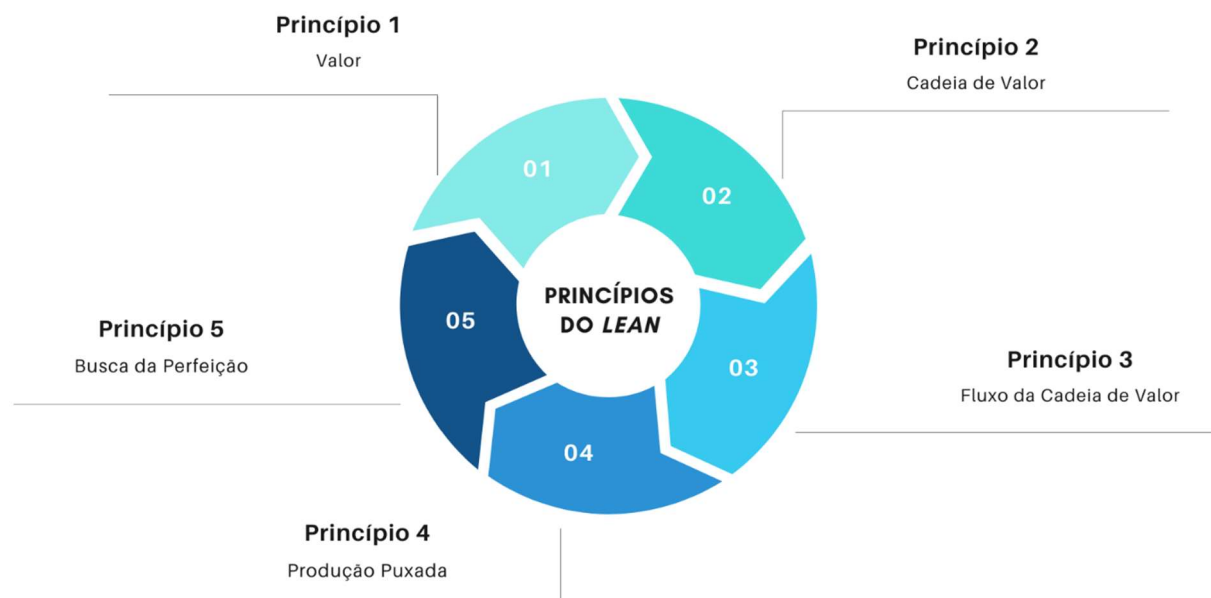 Princípio 1
Valor
Princípio 2
Cadeia de Valor
01
02
PRINCÍPIOS
DO LEAN
05
03
04
Princípio 5
Busca da Perfeição
Princípio 3
Fluxo da Cadeia de Valor
Princípio 4
Produção Puxada